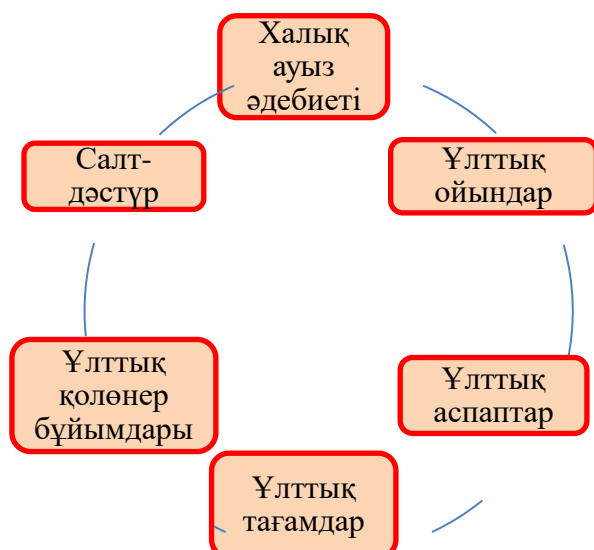 Халық
ауыз
әдебиеті
Ұлттық
ойындар
Ұлттық
аспаптар
Ұлттық
тағамдар
Ұлттық
қолөнер
бұйымдары
Салт-
дәстүр